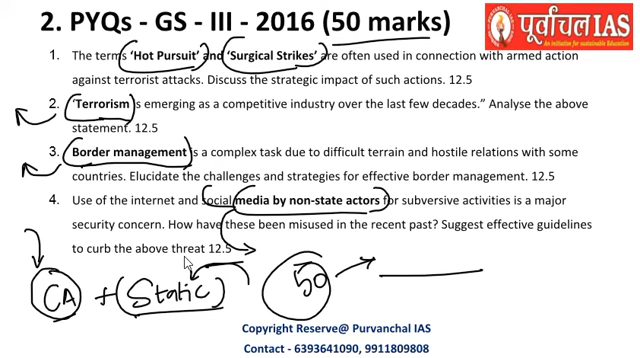 2. PYQs - GS - III - 2016 (50 marks)
पूर्वांचल IAS
An initiative for sustainable Education
1. The terms 'Hot Pursuit' and 'Surgical Strikes' are often used in connection with armed action
against terrorist attacks. Discuss the strategic impact of such actions. 12.5
2. 'Terrorism is emerging as a competitive industry over the last few decades." Analyse the above
statement. 12.5
3. Border management is a complex task due to difficult terrain and hostile relations with some
countries. Elucidate the challenges and strategies for effective border management. 12.5
4. Use of the internet and social media by non-state actors for subversive activities is a major
security concern. How have these been misused in the recent past? Suggest effective guidelines
to curb the above threat 12.5
CA + (Static) 50
Copyright Reserve@ Purvanchal IAS
Contact - 6393641090, 9911809808